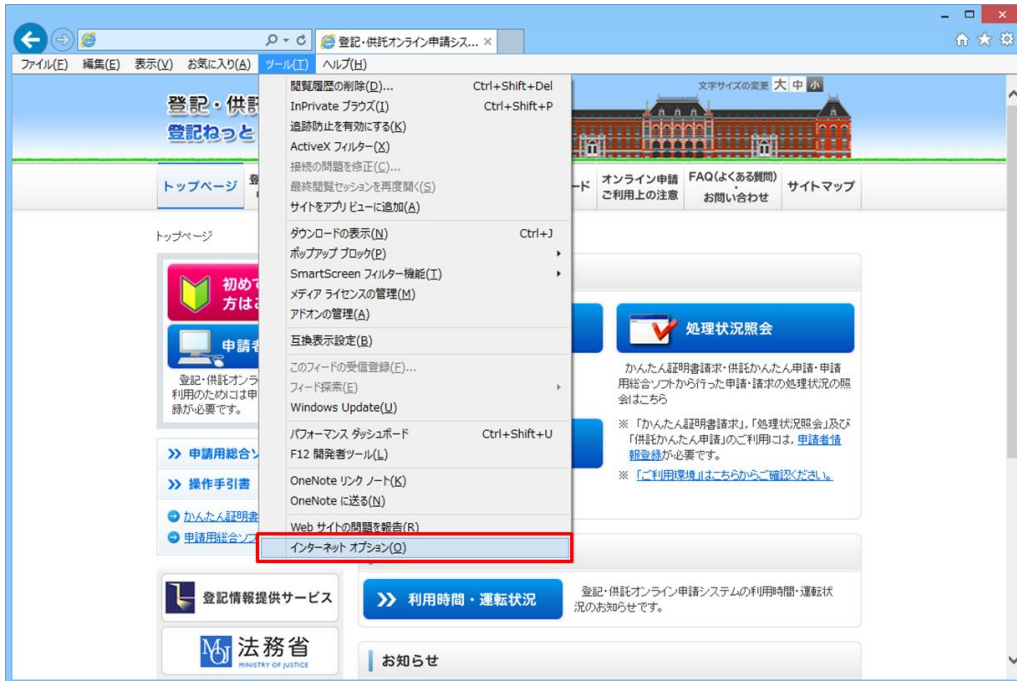 登記・供託オンライン申請シス... ×
ファイル(F) 編集(E) 表示(V) お気に入り(A) ツール(T) ヘルプ(H)
閲覧履歴の削除(D)... Ctrl+Shift+Del
InPrivate ブラウズ(I) Ctrl+Shift+P
追跡防止を有効にする(K)
ActiveX フィルター(X)
接続の問題を修正(C)...
最終閲覧セッションを再度開く(S)
サイトをアプリ ビューに追加(A)
ダウンロードの表示(N) Ctrl+J
ポップアップ ブロック(P)
SmartScreen フィルター機能(T)
メディア ライセンスの管理(M)
アドオンの管理(A)
互換表示設定(B)
このフィードの受信登録(F)...
フィード探索(E)
Windows Update(U)
パフォーマンス ダッシュボード Ctrl+Shift+U
F12 開発者ツール(L)
OneNote リンク ノート(K)
OneNote に送る(N)
Web サイトの問題を報告(R)
インターネット オプション(O)
文字サイズの変更 大 中 小
登記・供託
登記ねっと
トップページ 登
ード
オンライン申請
ご利用上の注意
FAQ(よくある質問)
・
お問い合わせ
サイトマップ
トップページ
初めて
方はこ
申請者
登記・供託オンラ
利用のためには申
録が必要です。
申請用総合ソ
操作手引書
かんたん証明書
申請用総合ソフ
登記情報提供サービス
法務省
MINISTRY OF JUSTICE
処理状況照会
かんたん証明書請求・供託かんたん申請・申請
用総合ソフトから行った申請・請求の処理状況の照
会はこちら
※ 「かんたん証明書請求」,「処理状況照会」及び
「供託かんたん申請」のご利用には,申請者情
報登録が必要です。
※ 「ご利用環境」はこちらからご確認ください。
利用時間・運転状況
登記・供託オンライン申請システムの利用時間・運転状
況のお知らせです。
お知らせ